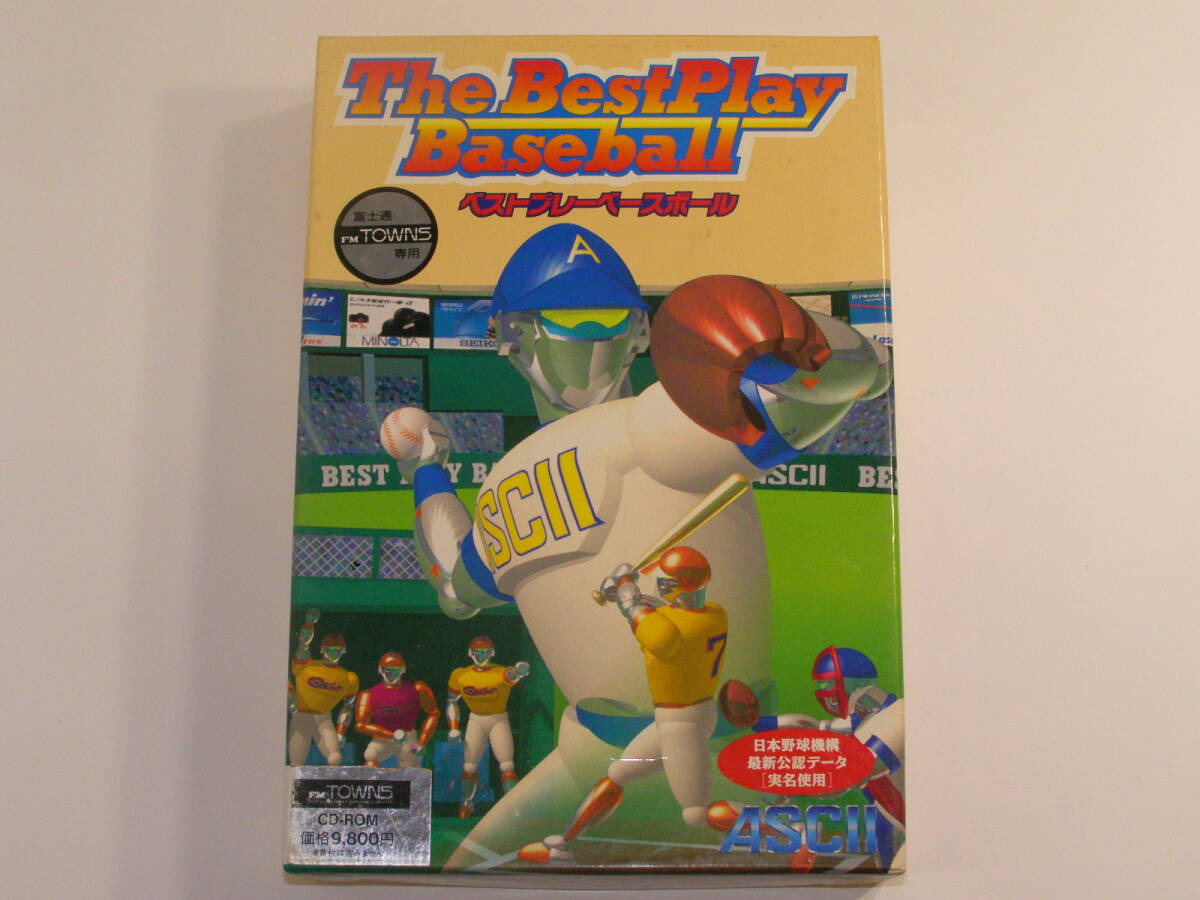 The BestPlay
Baseball
ベストプレーベースボール
富士通
FM TOWNS
専用
A
MINOLTA
SEIKO
BEST
ASCII
BES
ASCII
7
日本野球機構
最新公認データ
[実名使用]
FM TOWNS
CD-ROM
価格9,800円
ASCII